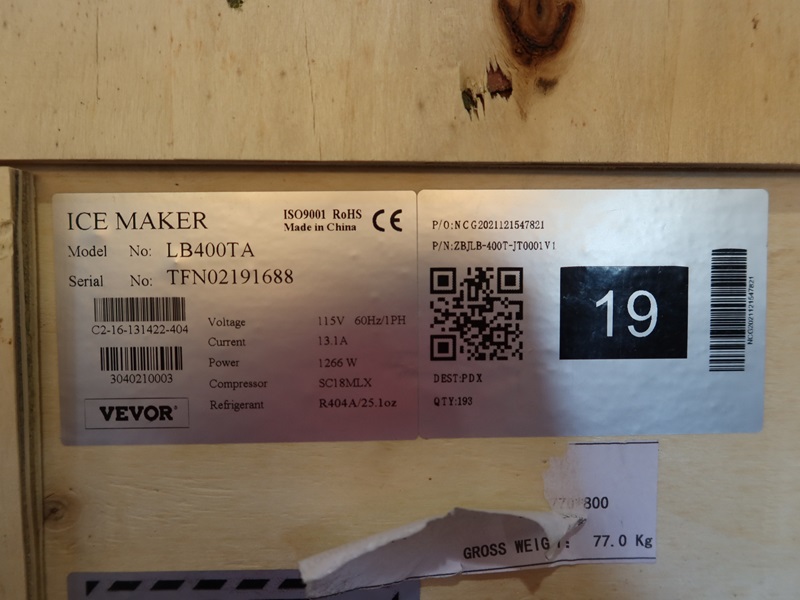 ICE MAKER
ISO9001 RoHS CE
Made in China
Model No: LB400TA
Serial No: TFN02191688
C2-16-131422-404
3040210003
VEVOR®
Voltage 115V 60Hz/1PH
Current 13.1A
Power 1266 W
Compressor SC18MLX
Refrigerant R404A/25.1oz
P/O:NCG2021121547821
P/N:ZBJLB-400T-JT0001V1
19
NCG2021121547821
DEST:PDX
QTY:193
800
GROSS WEIGHT: 77.0 Kg